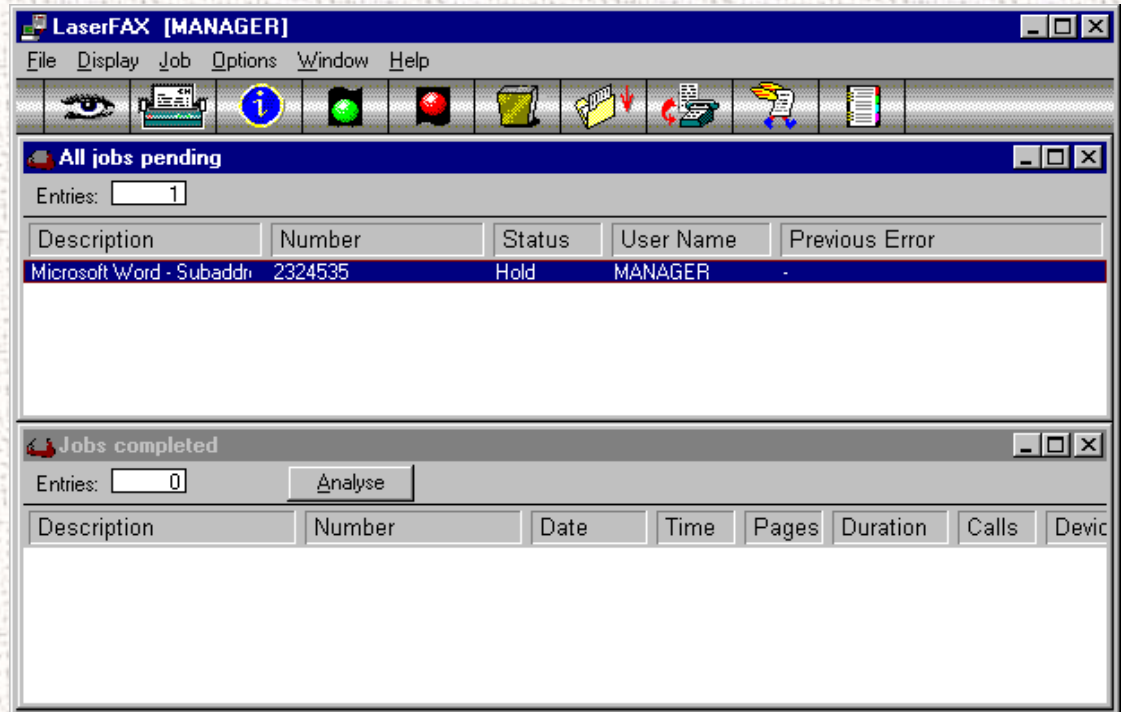 LaserFAX [MANAGER]
File Display Job Options Window Help
All jobs pending
Entries: 1
Description Number Status User Name Previous Error
Microsoft Word - Subaddr 2324535 Hold MANAGER -
Jobs completed
Entries: 0 Analyse
Description Number Date Time Pages Duration Calls Devic